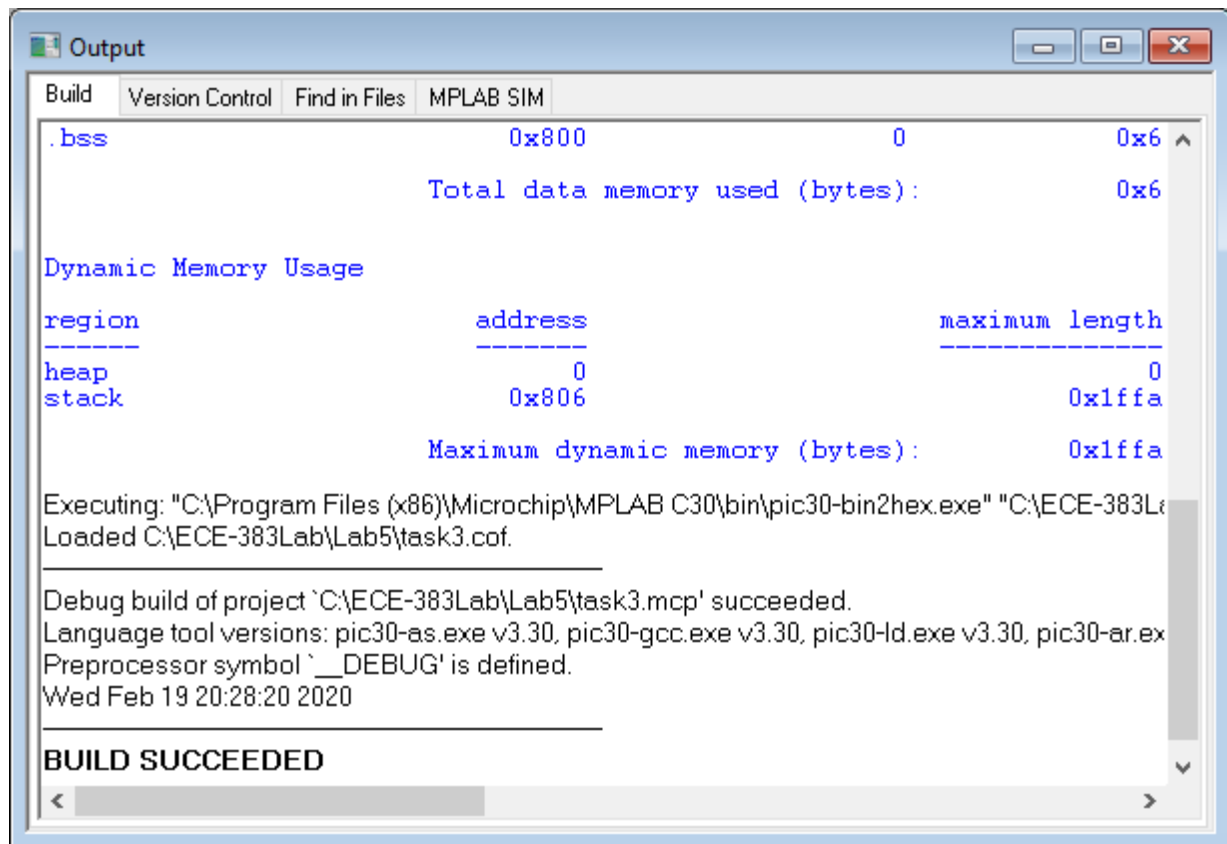 Output
Build Version Control Find in Files MPLAB SIM
.bss 0x800 0 0x6
Total data memory used (bytes): 0x6
Dynamic Memory Usage
region address maximum length
------ ------- --------------
heap 0 0
stack 0x806 0x1ffa
Maximum dynamic memory (bytes): 0x1ffa
Executing: "C:\Program Files (x86)\Microchip\MPLAB C30\bin\pic30-bin2hex.exe" "C:\ECE-383La
Loaded C:\ECE-383Lab\Lab5\task3.cof.
Debug build of project `C:\ECE-383Lab\Lab5\task3.mcp' succeeded.
Language tool versions: pic30-as.exe v3.30, pic30-gcc.exe v3.30, pic30-ld.exe v3.30, pic30-ar.ex
Preprocessor symbol `__DEBUG' is defined.
Wed Feb 19 20:28:20 2020
BUILD SUCCEEDED